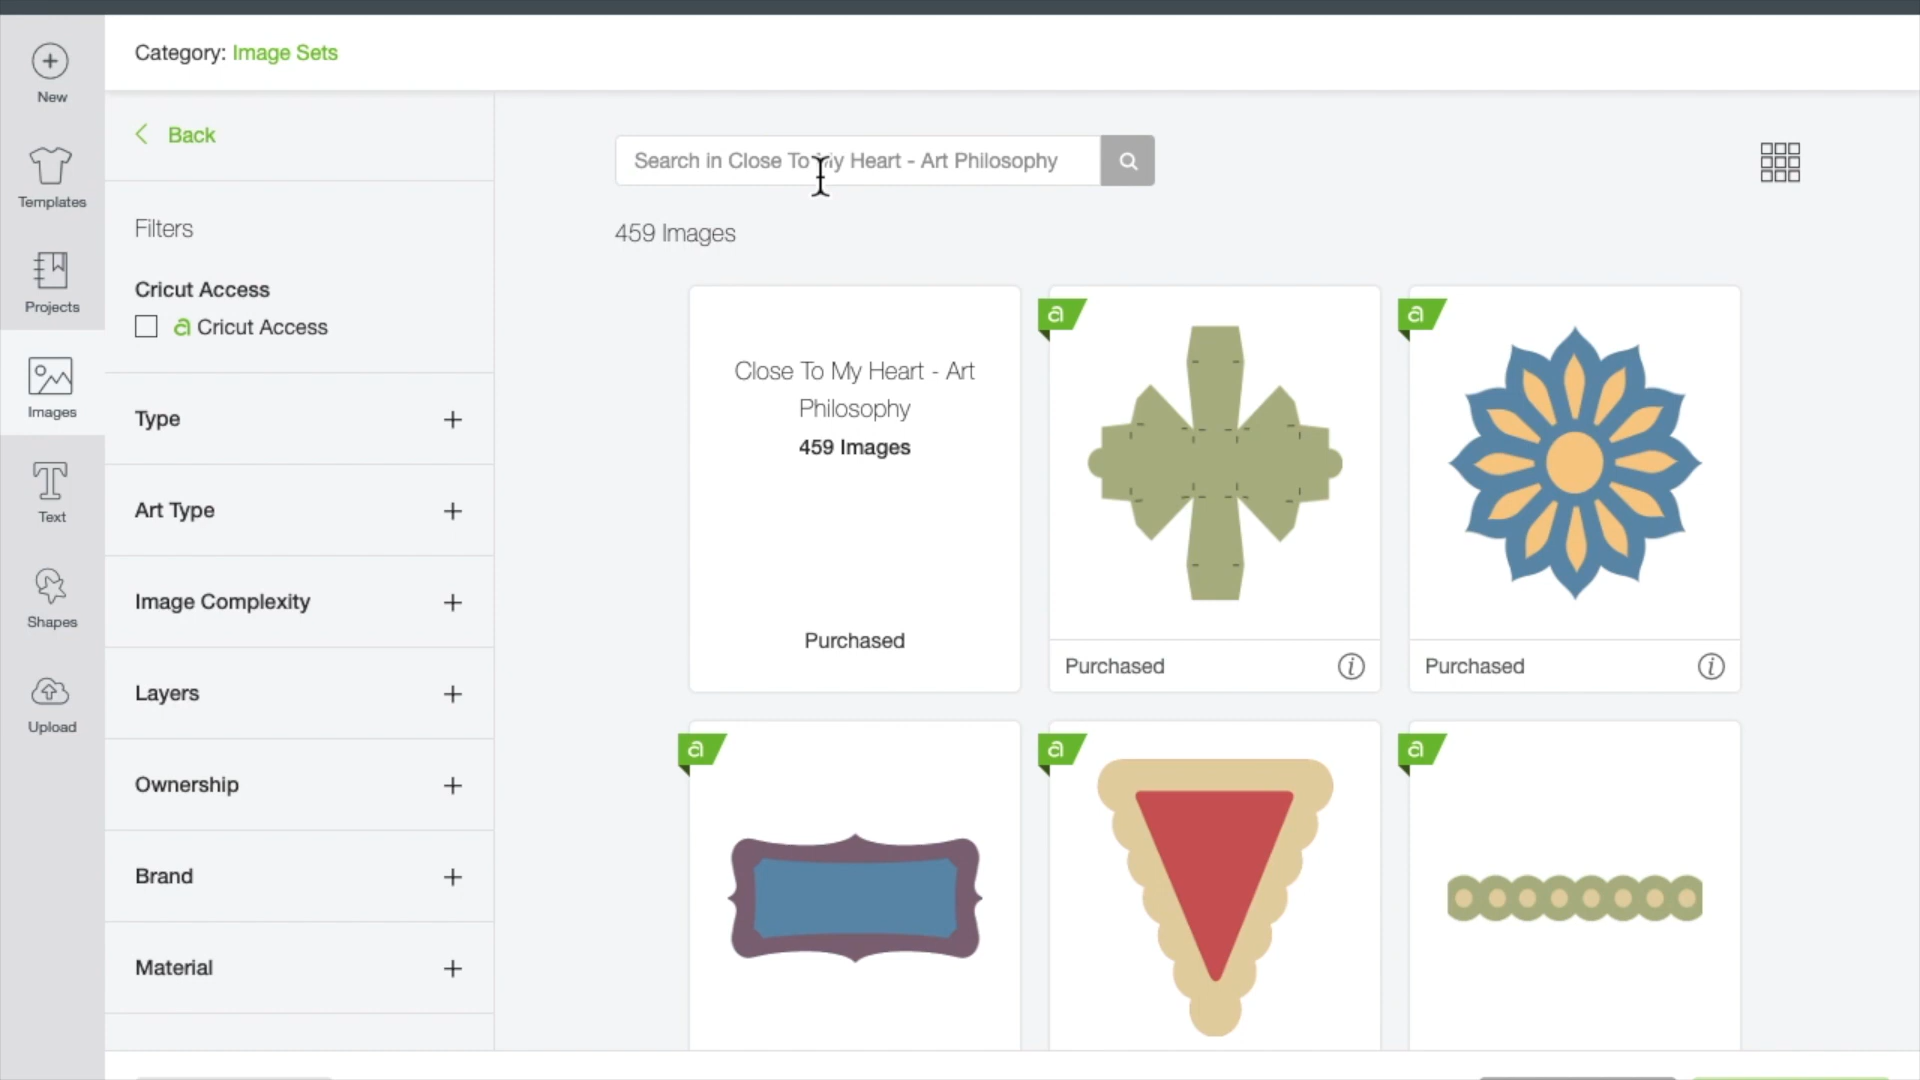 Category: Image Sets
New
Templates
Projects
Images
Text
Shapes
Upload
Back
Filters
Cricut Access
a Cricut Access
Type +
Art Type +
Image Complexity +
Layers +
Ownership +
Brand +
Material +
Search in Close To My Heart - Art Philosophy
459 Images
Close To My Heart - Art
Philosophy
459 Images
Purchased
a
Purchased i
a
Purchased i
a
a
a